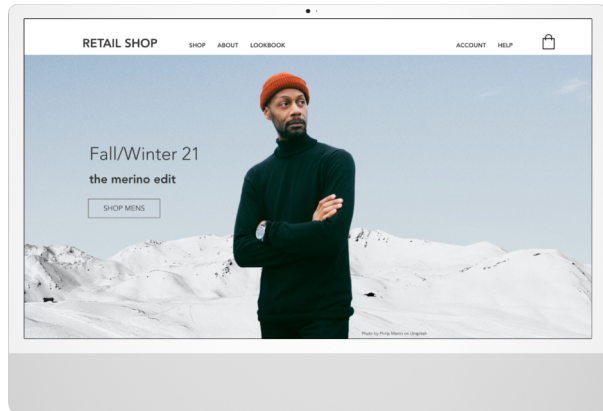 RETAIL SHOP SHOP ABOUT LOOKBOOK ACCOUNT HELP
Fall/Winter 21
the merino edit
SHOP MENS
Photo by Philip Martin on Unsplash